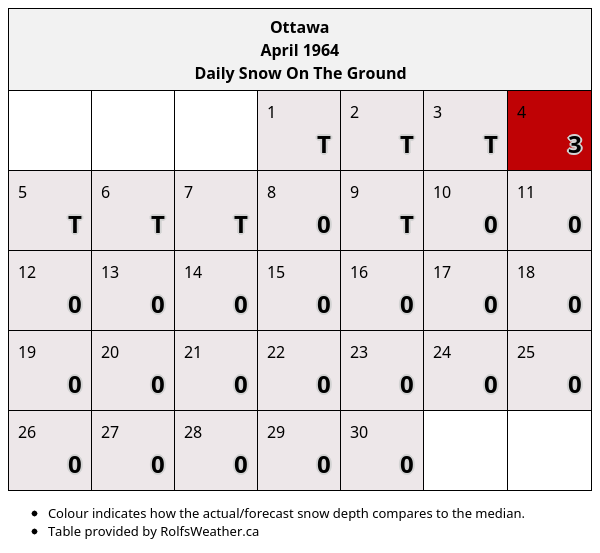 Ottawa
April 1964
Daily Snow On The Ground
1 2 3 4
T T T 3
5 6 7 8 9 10 11
T T T 0 T 0 0
12 13 14 15 16 17 18
0 0 0 0 0 0 0
19 20 21 22 23 24 25
0 0 0 0 0 0 0
26 27 28 29 30
0 0 0 0 0
• Colour indicates how the actual/forecast snow depth compares to the median.
• Table provided by RolfsWeather.ca